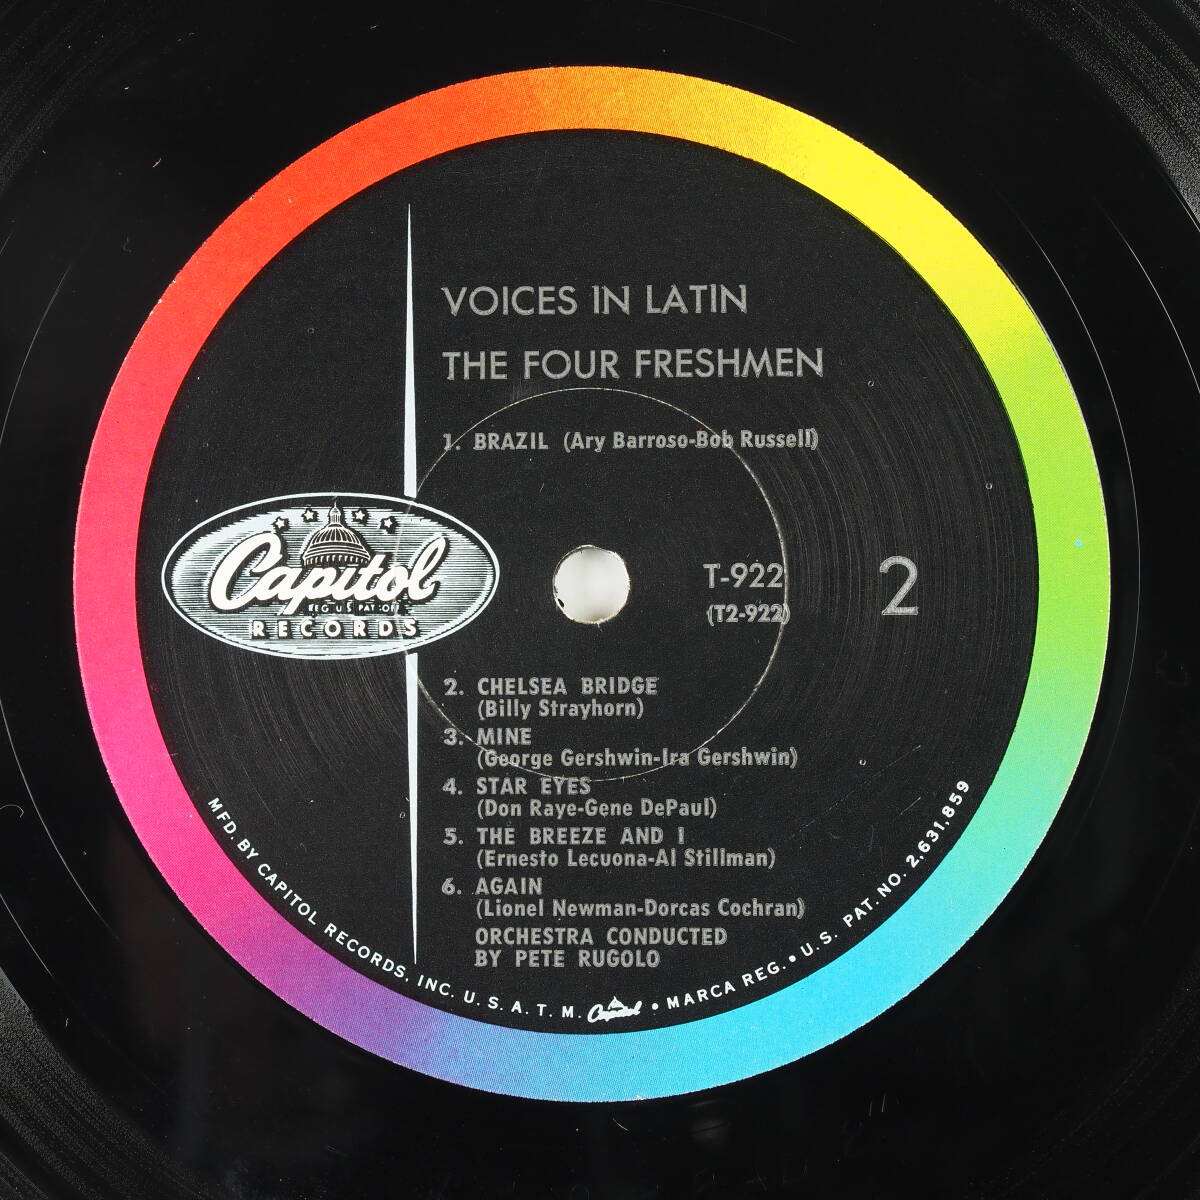 VOICES IN LATIN
THE FOUR FRESHMEN
1. BRAZIL (Ary Barroso-Bob Russell)
Capitol
REG. U.S. PAT. OFF.
RECORDS
T-922
(T2-922)
2
2. CHELSEA BRIDGE
(Billy Strayhorn)
3. MINE
(George Gershwin-Ira Gershwin)
4. STAR EYES
(Don Raye-Gene DePaul)
5. THE BREEZE AND I
(Ernesto Lecuona-Al Stillman)
6. AGAIN
(Lionel Newman-Dorcas Cochran)
ORCHESTRA CONDUCTED
BY PETE RUGOLO
MFD. BY CAPITOL RECORDS, INC. U. S. A. T. M. Capitol • MARCA REG. • U.S. PAT. NO. 2,631,859